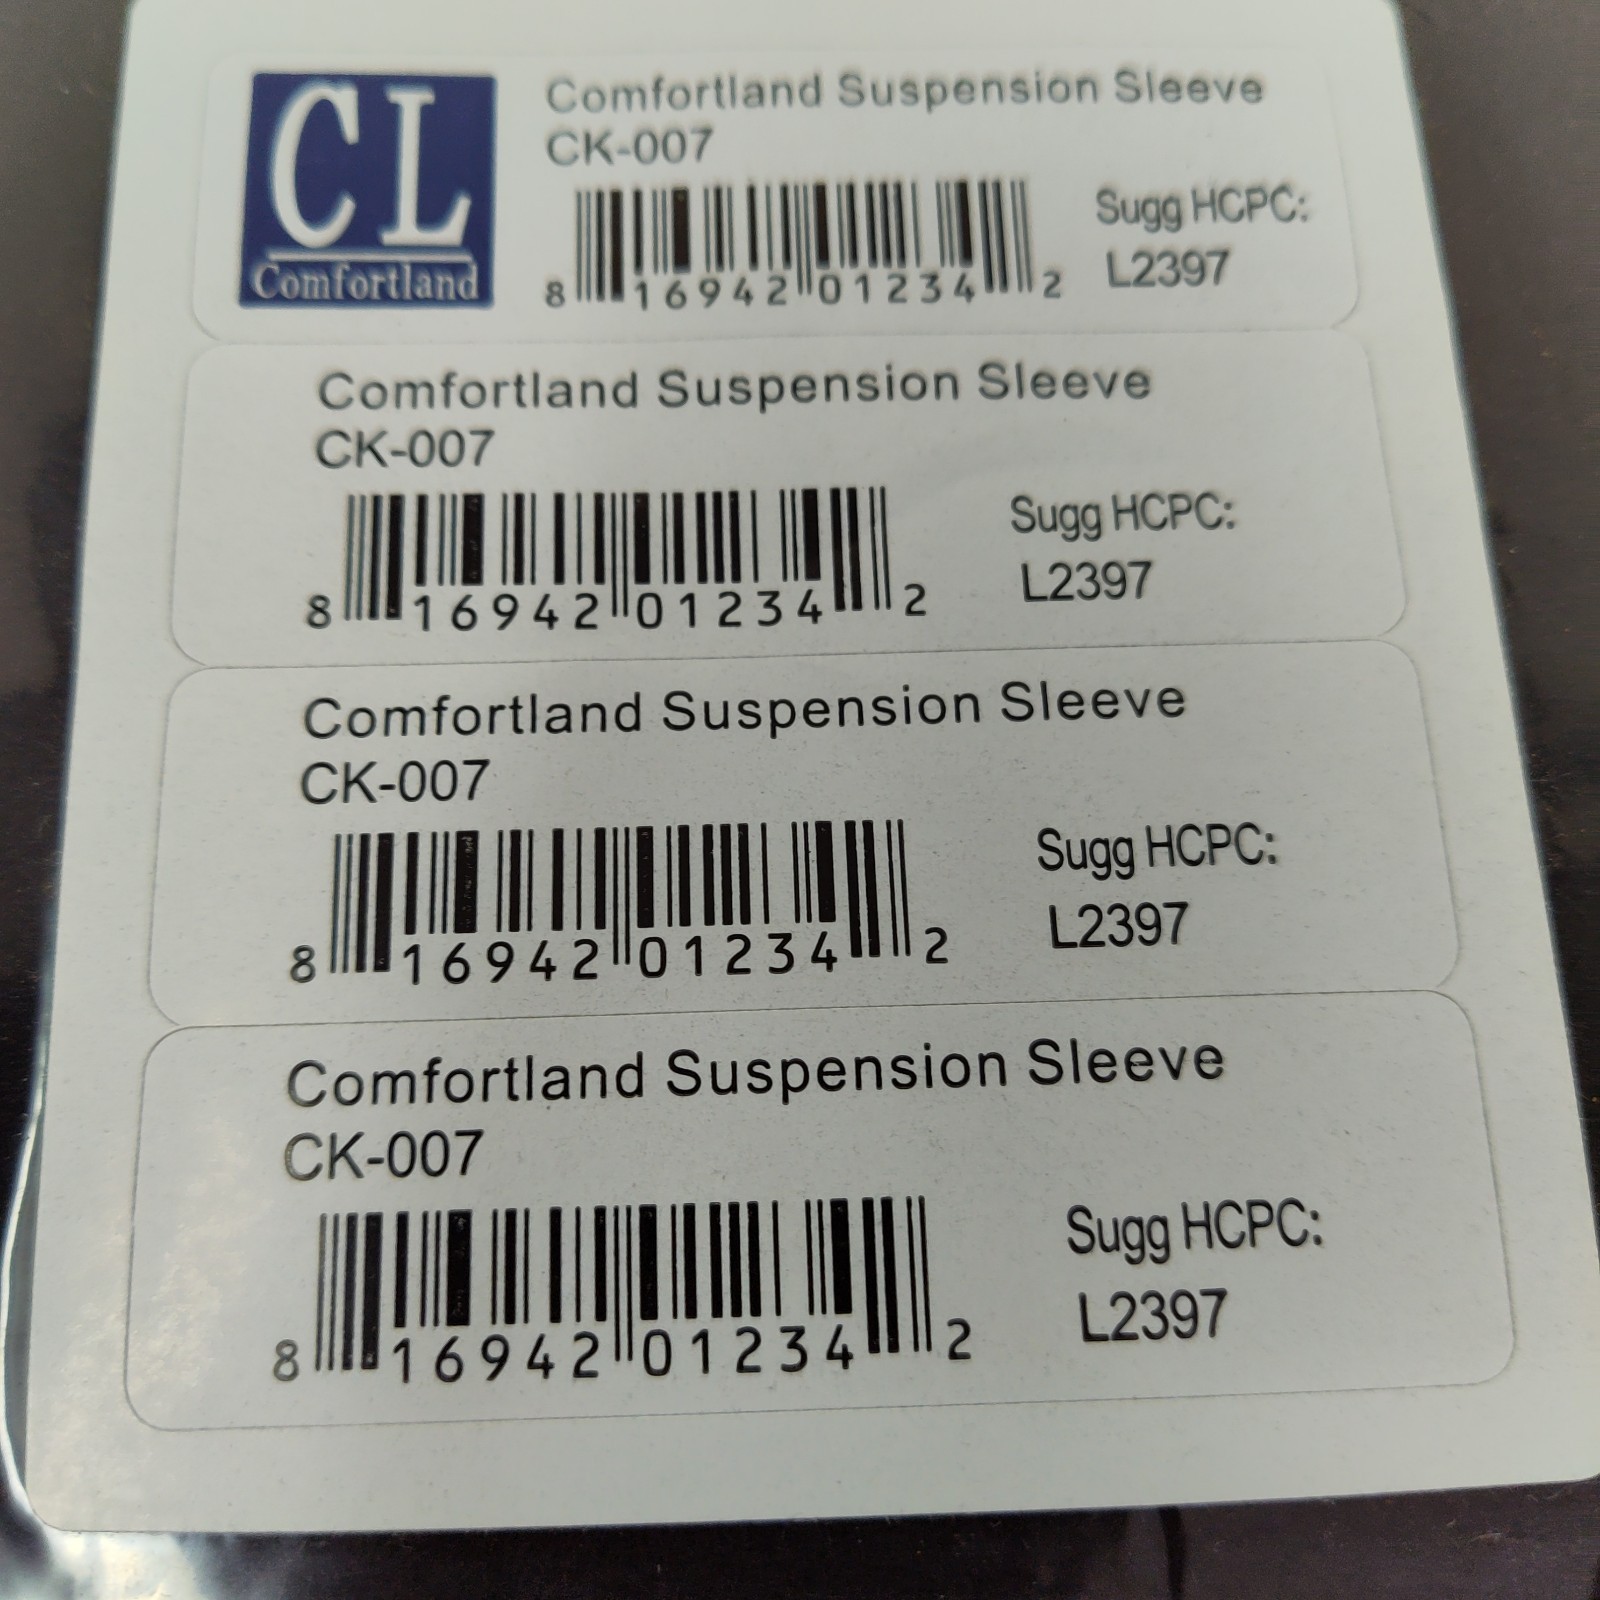 CL
Comfortland
Comfortland Suspension Sleeve
CK-007
Sugg HCPC:
L2397
8 16942 01234 2
Comfortland Suspension Sleeve
CK-007
Sugg HCPC:
L2397
8 16942 01234 2
Comfortland Suspension Sleeve
CK-007
Sugg HCPC:
L2397
8 16942 01234 2
Comfortland Suspension Sleeve
CK-007
Sugg HCPC:
L2397
8 16942 01234 2